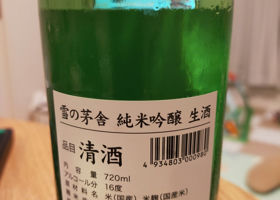 雪の茅舎 純米吟醸 生酒
品目 清酒
4 934803 000980
内容量 720ml
アルコール分 16度
原材料名 米(国産)、米麹(国産米)